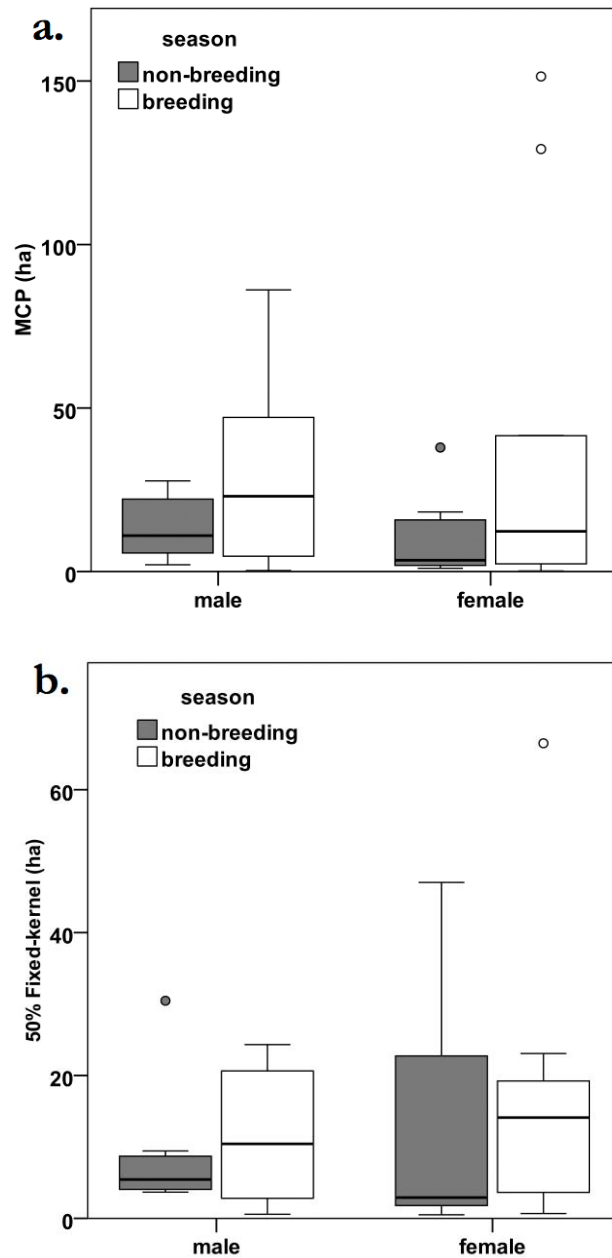 a.
season
non-breeding
breeding
150
100
50
0
MCP (ha)
male female
b.
season
non-breeding
breeding
60
40
20
0
50% Fixed-kernel (ha)
male female